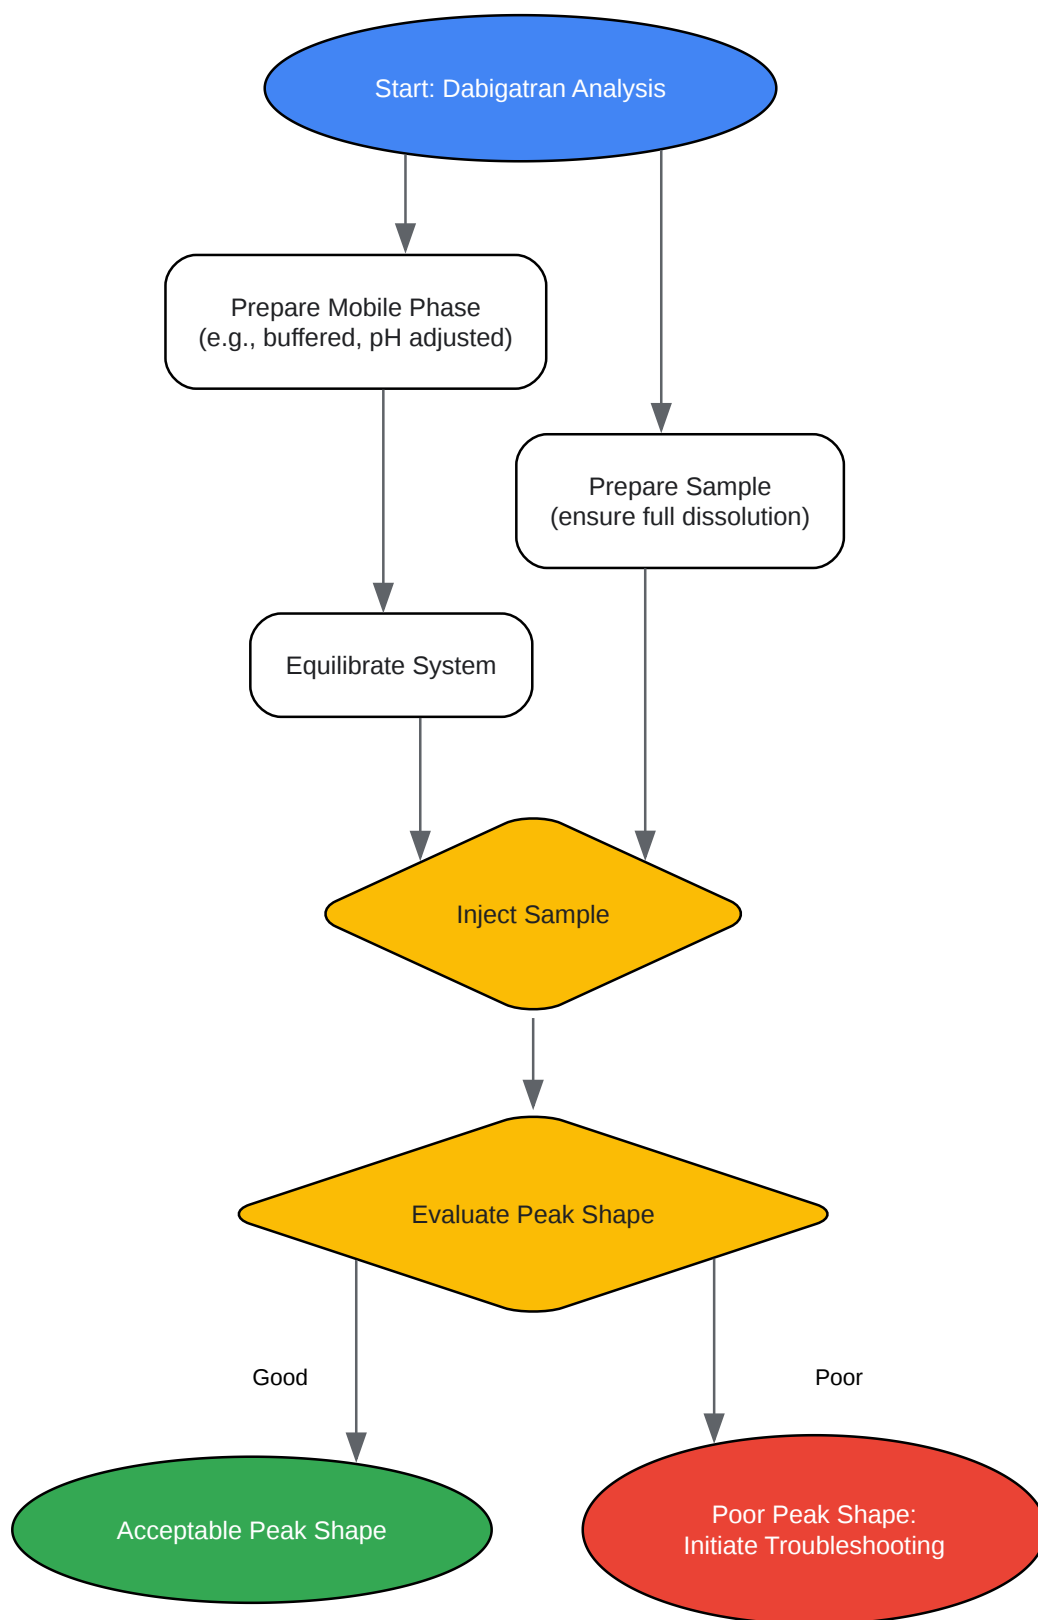 Start: Dabigatran Analysis
Prepare Mobile Phase
(e.g., buffered, pH adjusted)
Prepare Sample
(ensure full dissolution)
Equilibrate System
Inject Sample
Evaluate Peak Shape
Good
Poor
Acceptable Peak Shape
Poor Peak Shape:
Initiate Troubleshooting